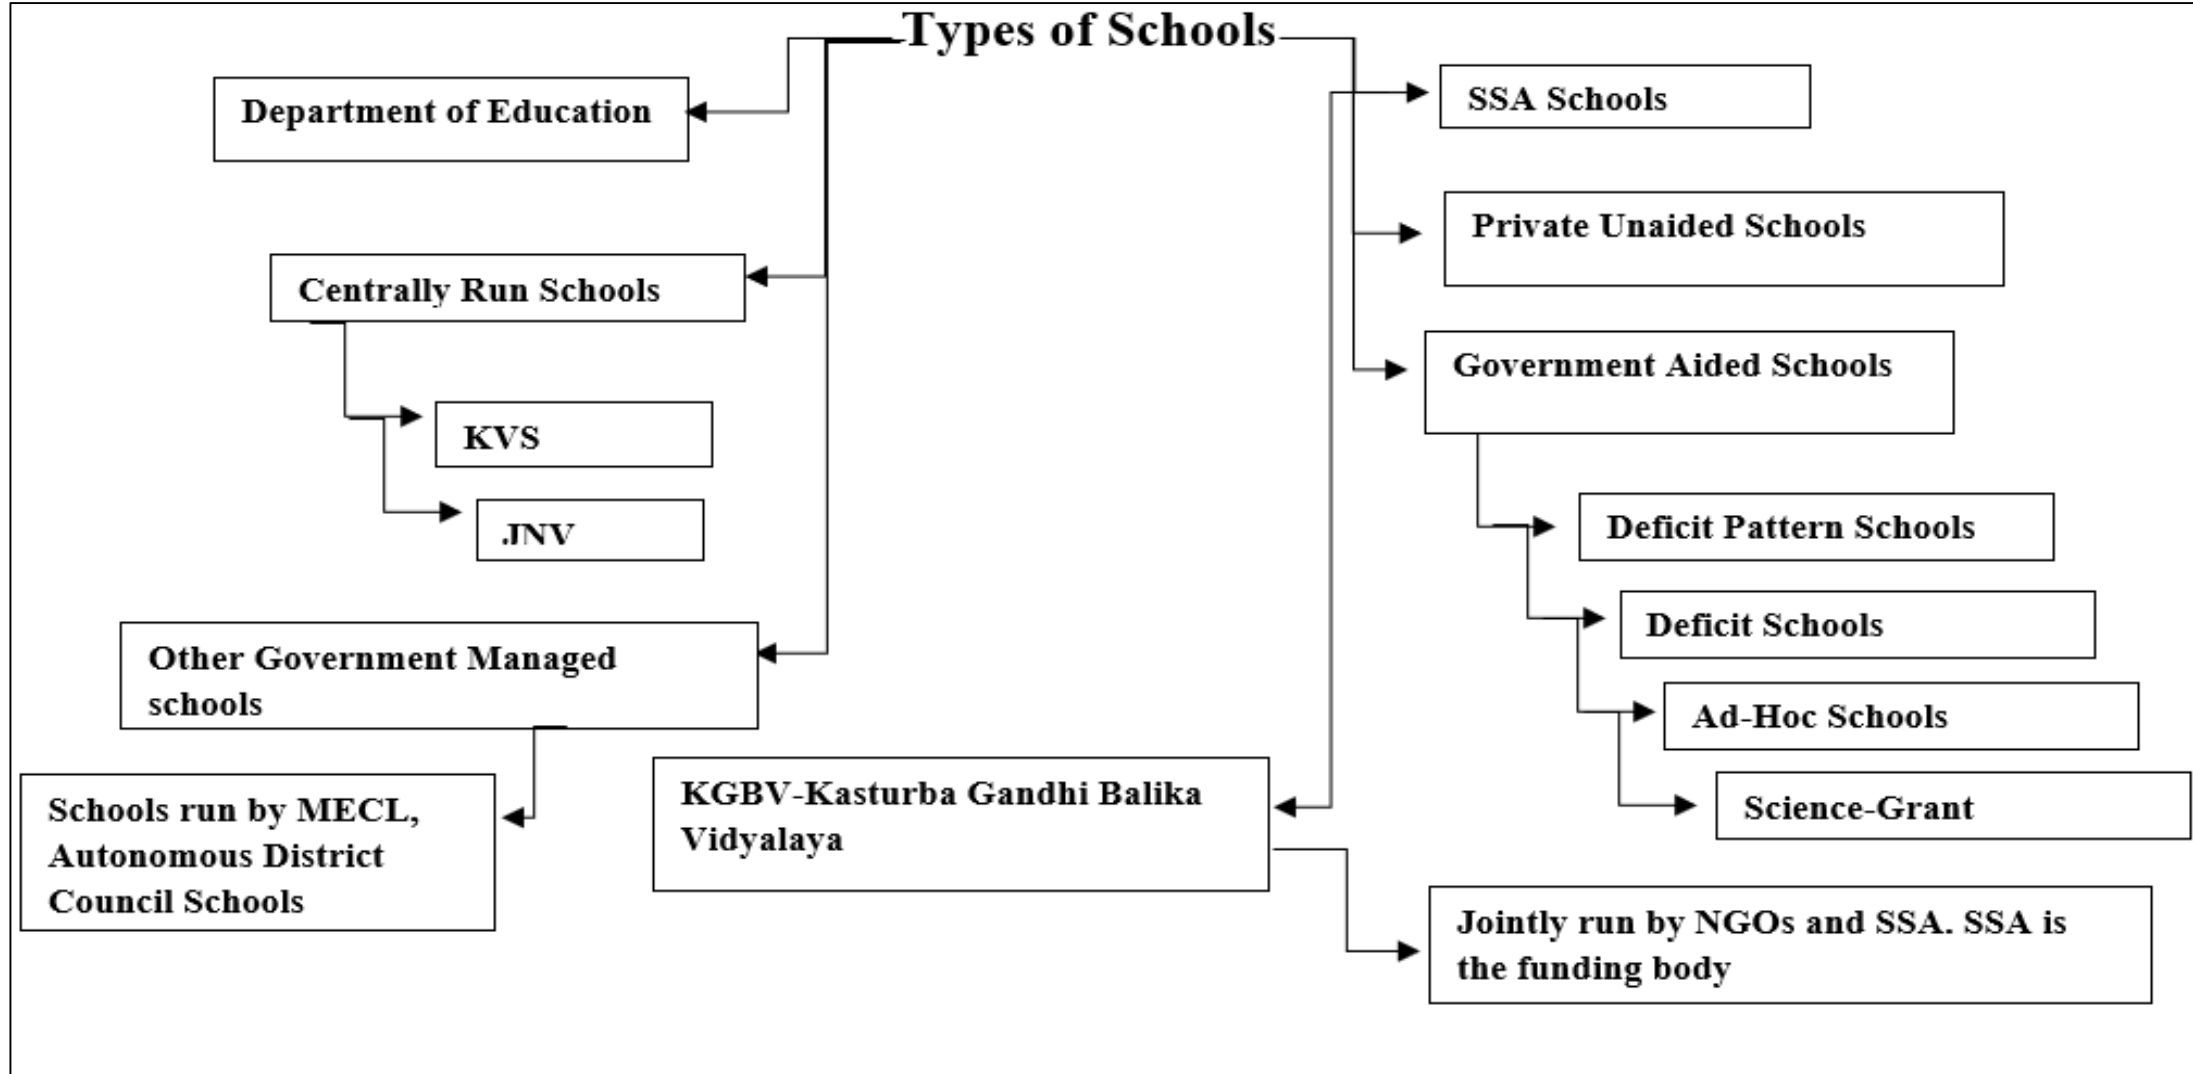 Types of Schools
Department of Education
Centrally Run Schools
KVS
JNV
Other Government Managed
schools
Schools run by MECL,
Autonomous District
Council Schools
KGBV-Kasturba Gandhi Balika
Vidyalaya
SSA Schools
Private Unaided Schools
Government Aided Schools
Deficit Pattern Schools
Deficit Schools
Ad-Hoc Schools
Science-Grant
Jointly run by NGOs and SSA. SSA is
the funding body